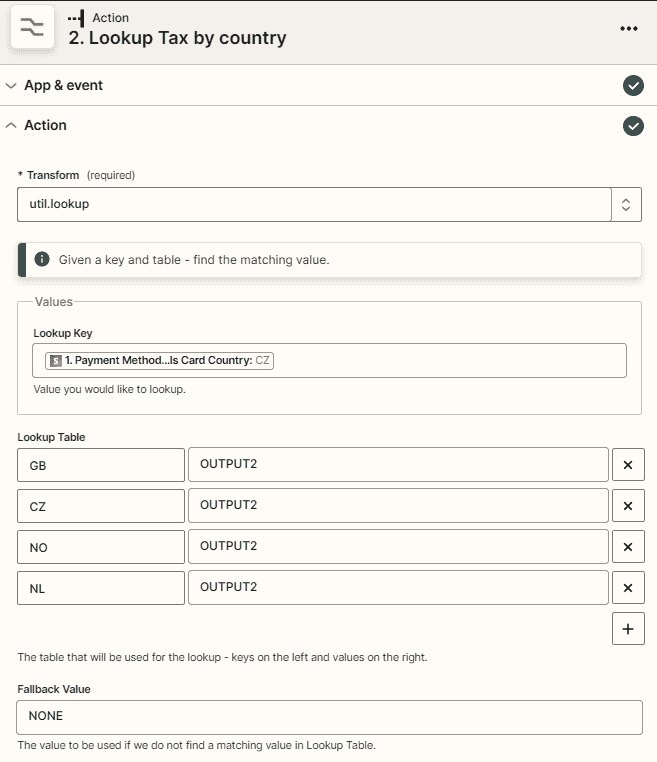 Action
2. Lookup Tax by country
App & event
Action
* Transform (required)
util.lookup
Given a key and table - find the matching value.
Values
Lookup Key
1. Payment Method...Is Card Country: CZ
Value you would like to lookup.
Lookup Table
GB OUTPUT2
CZ OUTPUT2
NO OUTPUT2
NL OUTPUT2
The table that will be used for the lookup - keys on the left and values on the right.
Fallback Value
NONE
The value to be used if we do not find a matching value in Lookup Table.